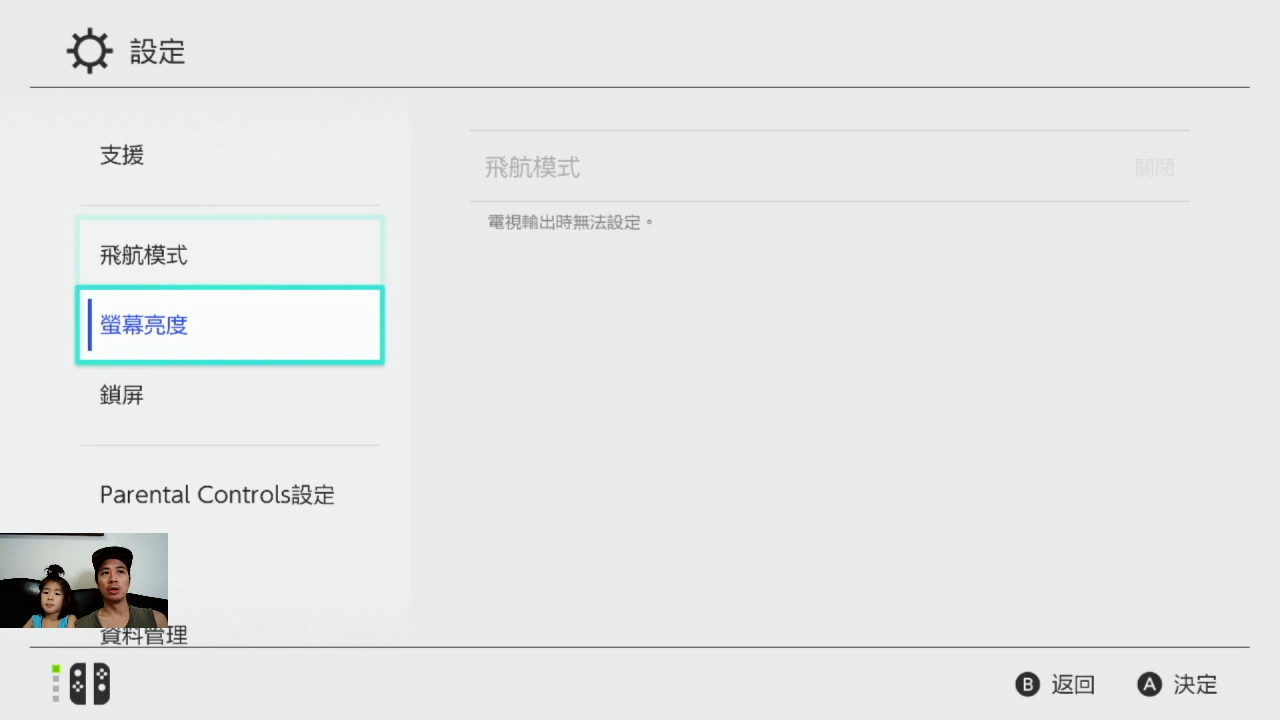 設定
支援
飛航模式
螢幕亮度
鎖屏
Parental Controls設定
資料管理
飛航模式 關閉
電視輸出時無法設定。
B 返回 A 決定